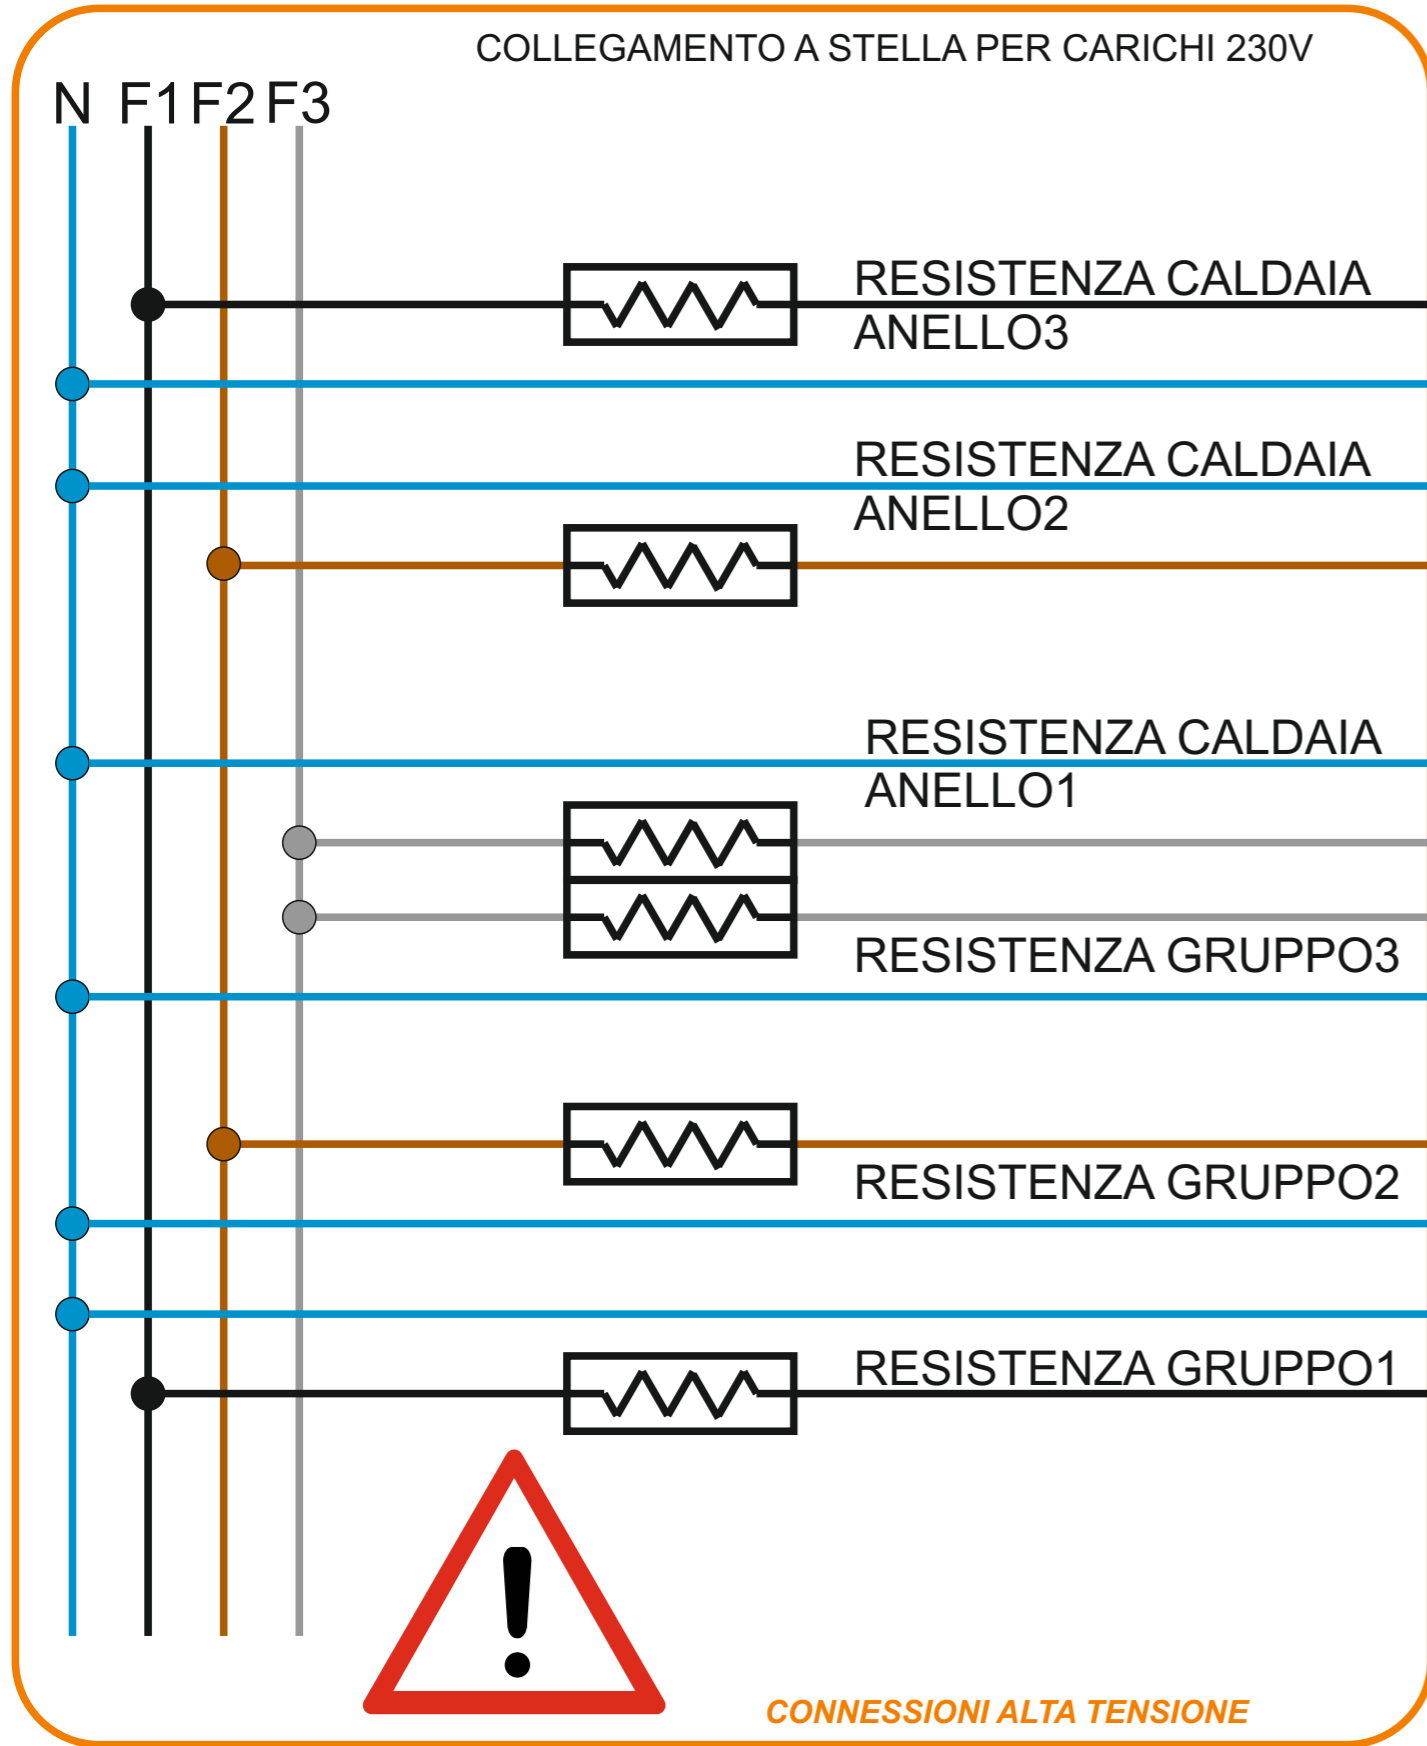 COLLEGAMENTO A STELLA PER CARICHI 230V
N F1 F2 F3
RESISTENZA CALDAIA
ANELLO3
RESISTENZA CALDAIA
ANELLO2
RESISTENZA CALDAIA
ANELLO1
RESISTENZA GRUPPO3
RESISTENZA GRUPPO2
RESISTENZA GRUPPO1
CONNESSIONI ALTA TENSIONE